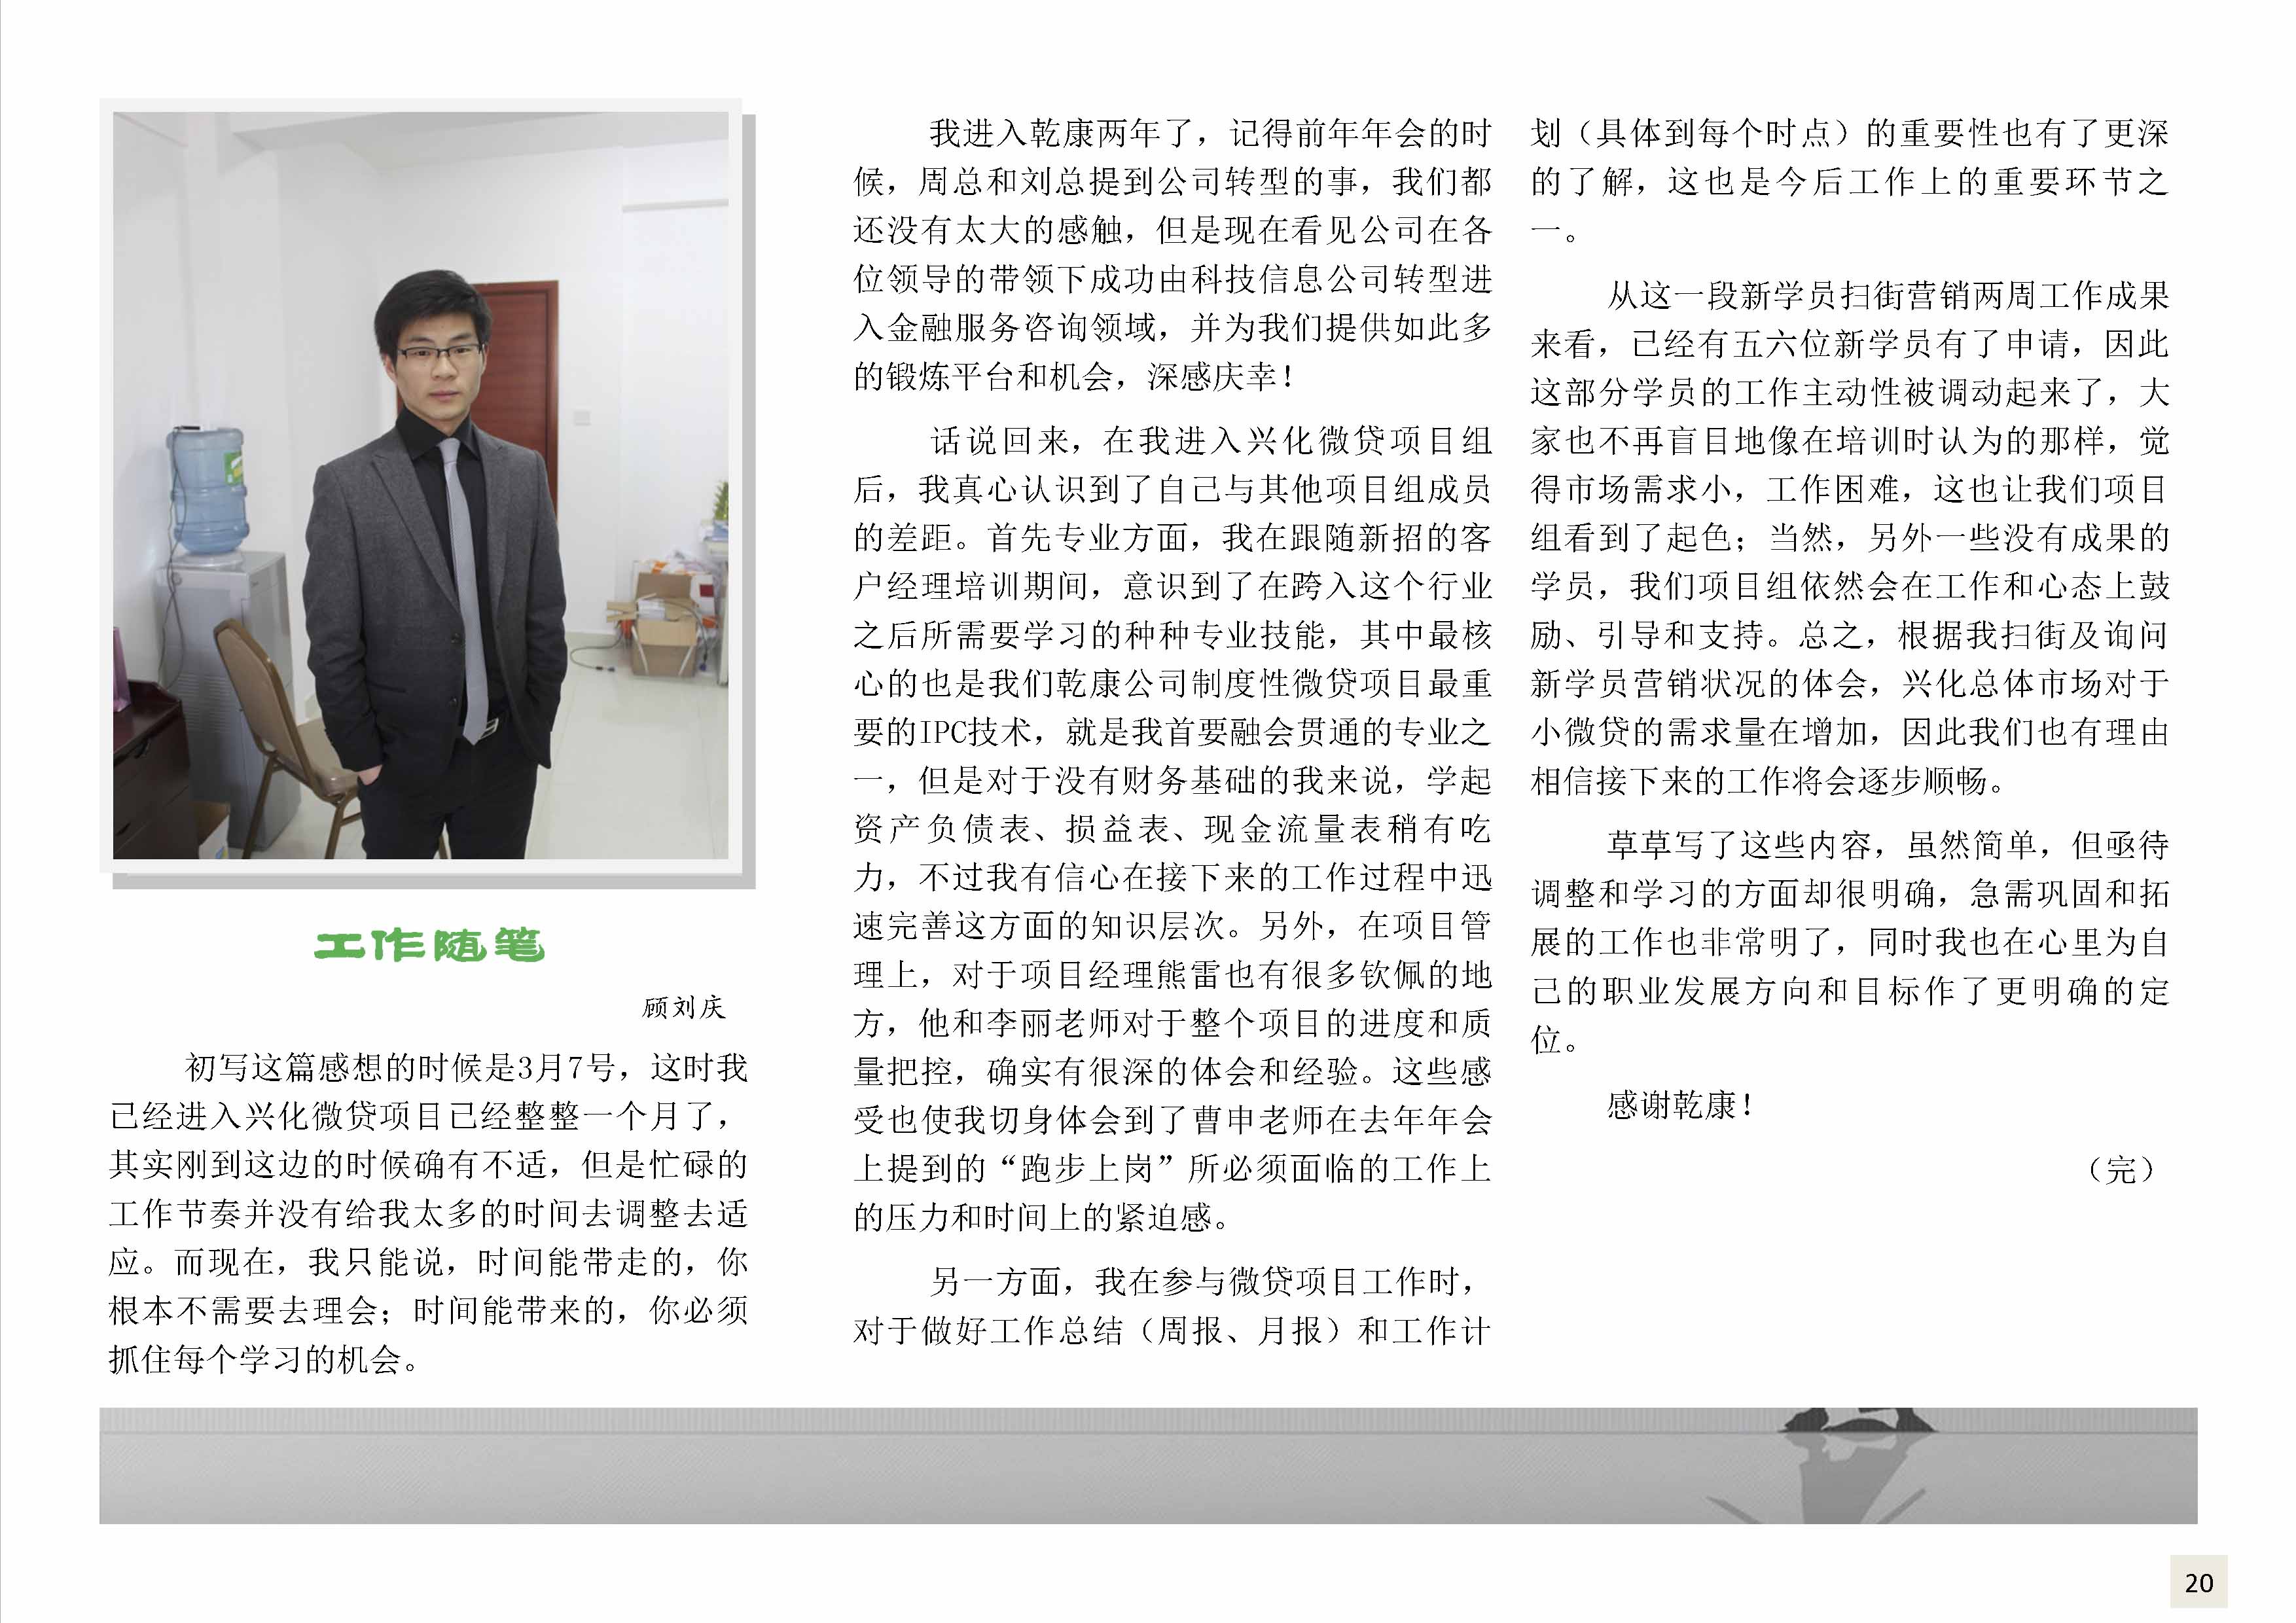 工作随笔
顾刘庆
初写这篇感想的时候是3月7号，这时我
已经进入兴化微贷项目已经整整一个月了，
其实刚到这边的时候确有不适，但是忙碌的
工作节奏并没有给我太多的时间去调整去适
应。而现在，我只能说，时间能带走的，你
根本不需要去理会；时间能带来的，你必须
抓住每个学习的机会。
我进入乾康两年了，记得前年年会的时
候，周总和刘总提到公司转型的事，我们都
还没有太大的感触，但是现在看见公司在各
位领导的带领下成功由科技信息公司转型进
入金融服务咨询领域，并为我们提供如此多
的锻炼平台和机会，深感庆幸！
话说回来，在我进入兴化微贷项目组
后，我真心认识到了自己与其他项目组成员
的差距。首先专业方面，我在跟随新招的客
户经理培训期间，意识到了在跨入这个行业
之后所需要学习的种种专业技能，其中最核
心的也是我们乾康公司制度性微贷项目最重
要的IPC技术，就是我首要融会贯通的专业之
一，但是对于没有财务基础的我来说，学起
资产负债表、损益表、现金流量表稍有吃
力，不过我有信心在接下来的工作过程中迅
速完善这方面的知识层次。另外，在项目管
理上，对于项目经理熊雷也有很多钦佩的地
方，他和李丽老师对于整个项目的进度和质
量把控，确实有很深的体会和经验。这些感
受也使我切身体会到了曹申老师在去年年会
上提到的“跑步上岗”所必须面临的工作上
的压力和时间上的紧迫感。
另一方面，我在参与微贷项目工作时，
对于做好工作总结（周报、月报）和工作计
划（具体到每个时点）的重要性也有了更深
的了解，这也是今后工作上的重要环节之
一。
从这一段新学员扫街营销两周工作成果
来看，已经有五六位新学员有了申请，因此
这部分学员的工作主动性被调动起来了，大
家也不再盲目地像在培训时认为的那样，觉
得市场需求小，工作困难，这也让我们项目
组看到了起色；当然，另外一些没有成果的
学员，我们项目组依然会在工作和心态上鼓
励、引导和支持。总之，根据我扫街及询问
新学员营销状况的体会，兴化总体市场对于
小微贷的需求量在增加，因此我们也有理由
相信接下来的工作将会逐步顺畅。
草草写了这些内容，虽然简单，但亟待
调整和学习的方面却很明确，急需巩固和拓
展的工作也非常明了，同时我也在心里为自
己的职业发展方向和目标作了更明确的定
位。
感谢乾康！
（完）
20